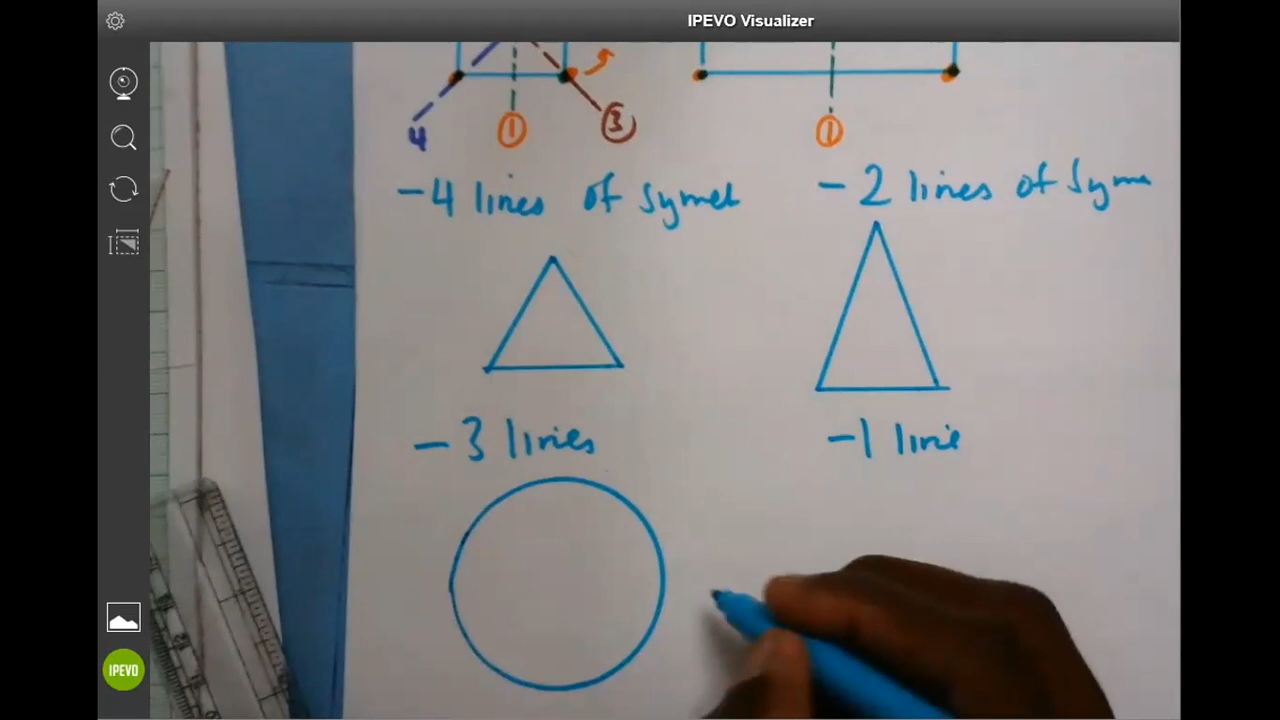 IPEVO Visualizer
4 1 3 1
-4 lines of Symet
-2 lines of Sym
-3 lines
-1 line
IPEVO